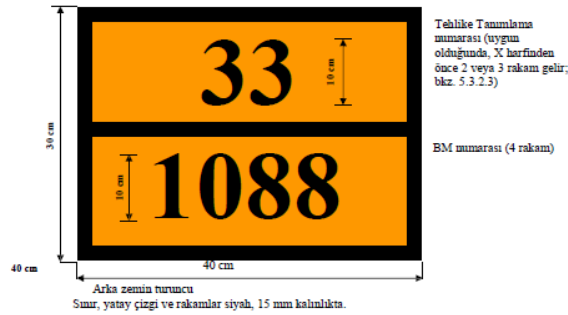 33
10 cm
Tehlike Tanımlama
numarası (uygun
olduğunda, X harfinden
önce 2 veya 3 rakam gelir;
bkz. 5.3.2.3)
30 cm
1088
10 cm
BM numarası (4 rakam)
40 cm
40 cm
Arka zemin turuncu
Sınır, yatay çizgi ve rakamlar siyah, 15 mm kalınlıkta.